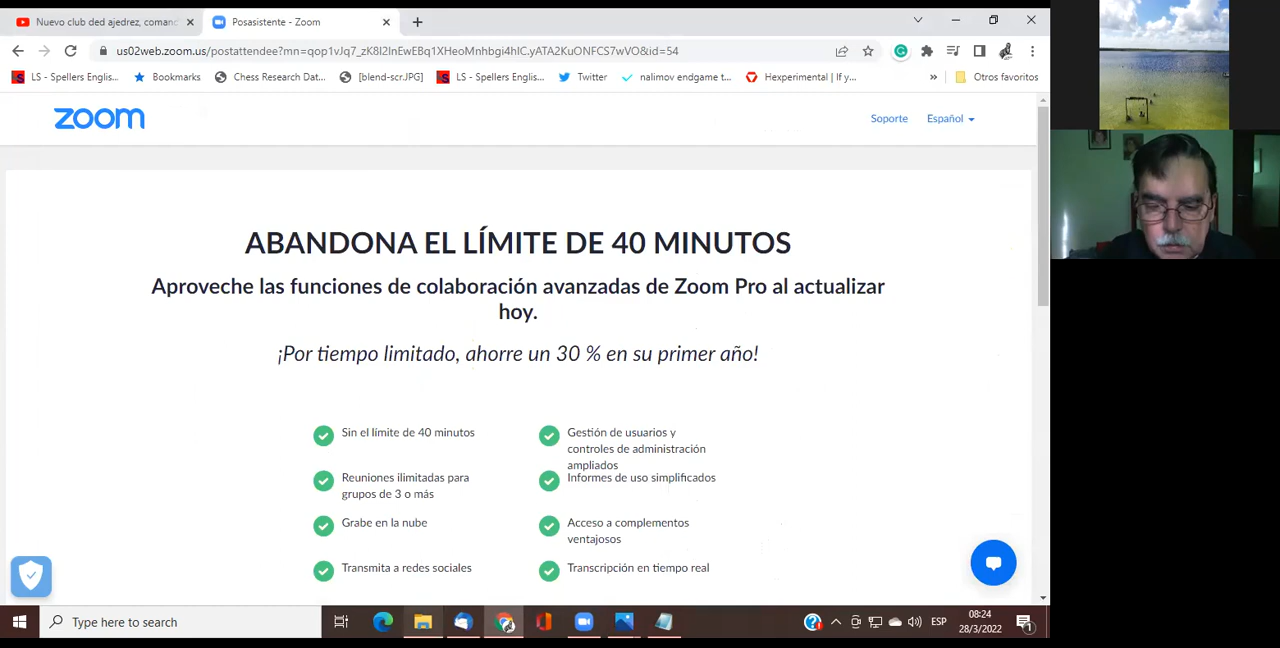 Nuevo club ded ajedrez, coman
Posasistente - Zoom
us02web.zoom.us/postattendee?mn=qop1vJq7_zK8l2InEwEBq1XHeoMnhbgi4hlC.yATA2KuONFCS7wVO&id=54
LS - Spellers Englis...
Bookmarks
Chess Research Dat...
[blend-scr.JPG]
LS - Spellers Englis...
Twitter
nalimov endgame t...
Hexperimental | If y...
»
Otros favoritos
zoom
Soporte
Español
ABANDONA EL LÍMITE DE 40 MINUTOS
Aproveche las funciones de colaboración avanzadas de Zoom Pro al actualizar
hoy.
¡Por tiempo limitado, ahorre un 30 % en su primer año!
Sin el límite de 40 minutos
Gestión de usuarios y
controles de administración
ampliados
Reuniones ilimitadas para
grupos de 3 o más
Informes de uso simplificados
Grabe en la nube
Acceso a complementos
ventajosos
Transmita a redes sociales
Transcripción en tiempo real
Type here to search
ESP
08:24
28/3/2022
1